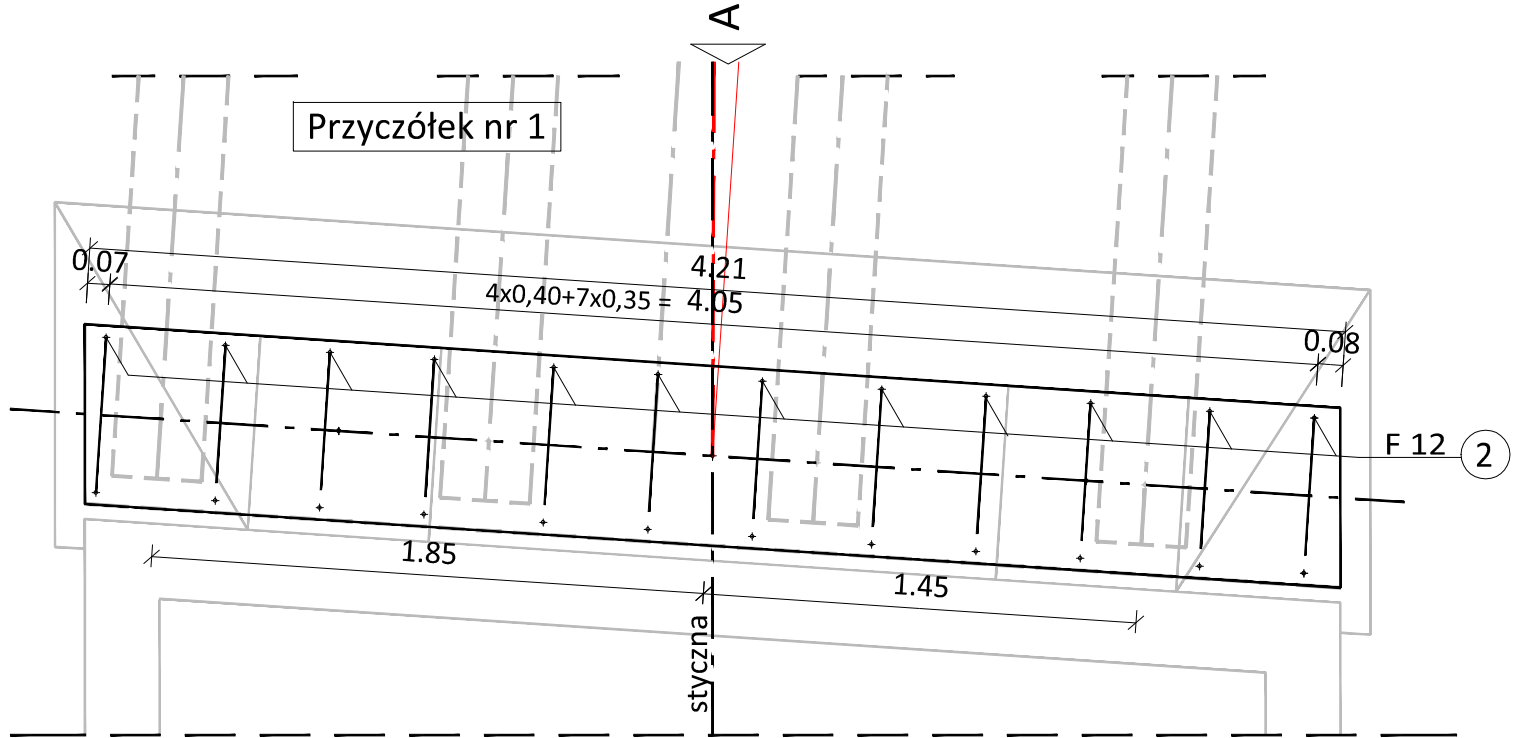 A
Przyczółek nr 1
0.07
4.21
4x0,40+7x0,35 = 4.05
0.08
F 12
2
1.85
1.45
styczna